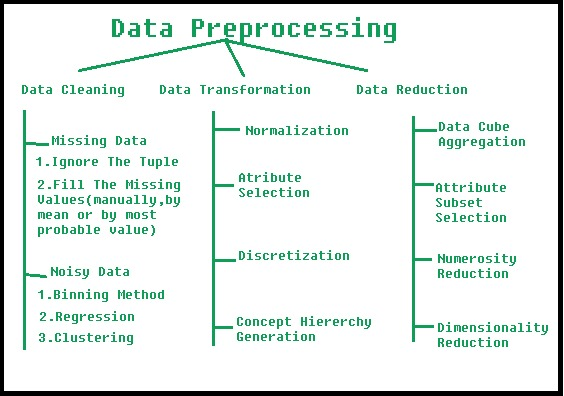 Data Preprocessing
Data Cleaning
Data Transformation
Data Reduction
Missing Data
1.Ignore The Tuple
2.Fill The Missing
Values(manually,by
mean or by most
probable value)
Noisy Data
1.Binning Method
2.Regression
3.Clustering
Normalization
Atribute
Selection
Discretization
Concept Hiererchy
Generation
Data Cube
Aggregation
Attribute
Subset
Selection
Numerosity
Reduction
Dimensionality
Reduction